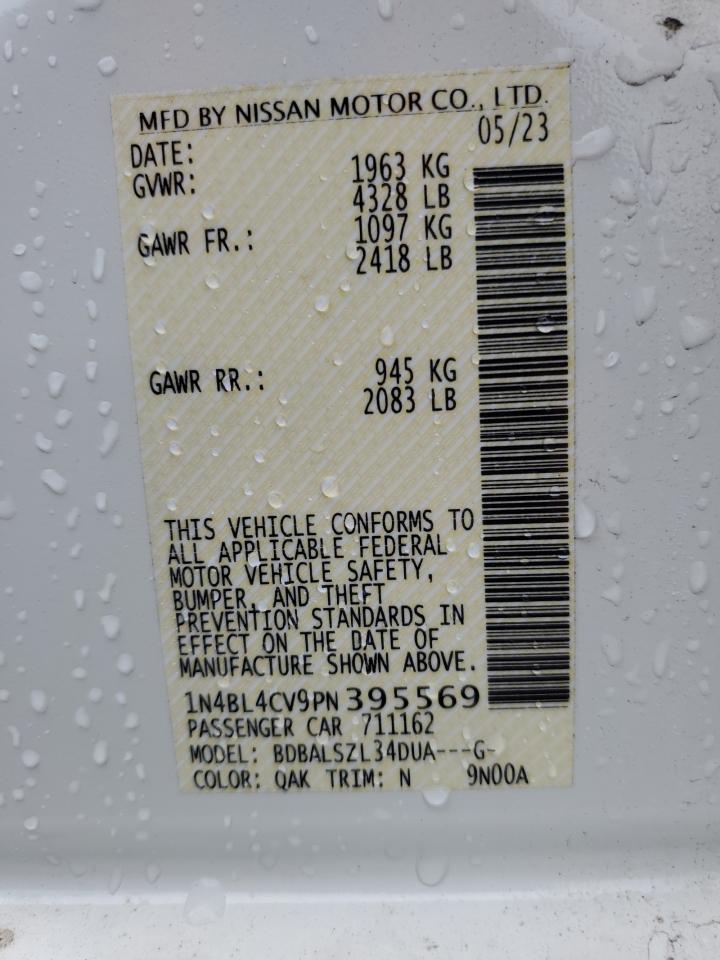 MFD BY NISSAN MOTOR CO., LTD.
DATE: 05/23
GVWR: 1963 KG
4328 LB
GAWR FR.: 1097 KG
2418 LB
GAWR RR.: 945 KG
2083 LB
THIS VEHICLE CONFORMS TO
ALL APPLICABLE FEDERAL
MOTOR VEHICLE SAFETY,
BUMPER, AND THEFT
PREVENTION STANDARDS IN
EFFECT ON THE DATE OF
MANUFACTURE SHOWN ABOVE.
1N4BL4CV9PN395569
PASSENGER CAR 711162
MODEL: BDBALSZL34DUA---G-
COLOR: QAK TRIM: N 9N00A